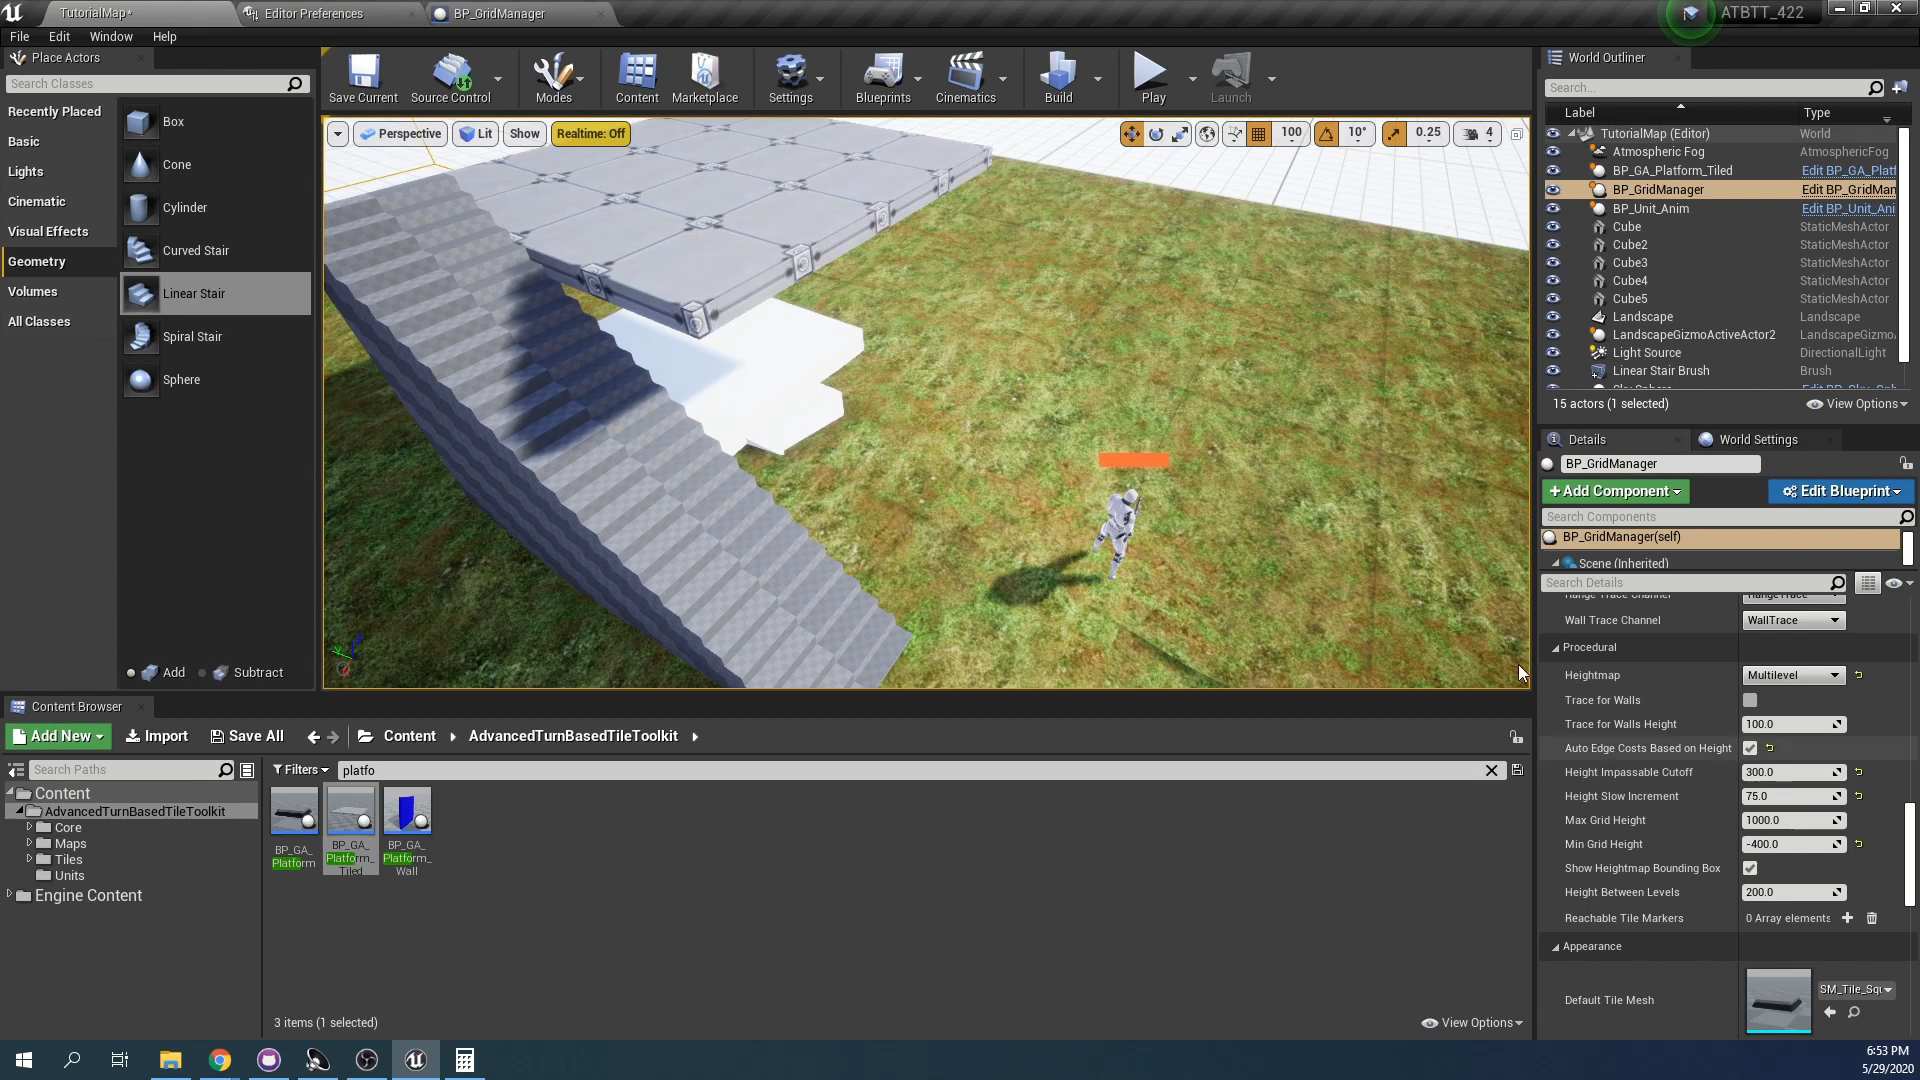 TutorialMap*
Editor Preferences
BP_GridManager
ATBTT_422
File Edit Window Help
Place Actors
Search Classes
Recently Placed
Basic
Lights
Cinematic
Visual Effects
Geometry
Volumes
All Classes
Box
Cone
Cylinder
Curved Stair
Linear Stair
Spiral Stair
Sphere
Add Subtract
Save Current
Source Control
Modes
Content
Marketplace
Settings
Blueprints
Cinematics
Build
Play
Launch
Perspective Lit Show Realtime: Off
100 10° 0.25 4
World Outliner
Search...
Label Type
TutorialMap (Editor) World
Atmospheric Fog AtmosphericFog
BP_GA_Platform_Tiled Edit BP_GA_Platf
BP_GridManager Edit BP_GridMan
BP_Unit_Anim Edit BP_Unit_Ani
Cube StaticMeshActor
Cube2 StaticMeshActor
Cube3 StaticMeshActor
Cube4 StaticMeshActor
Cube5 StaticMeshActor
Landscape Landscape
LandscapeGizmoActiveActor2 LandscapeGizmo
Light Source DirectionalLight
Linear Stair Brush Brush
15 actors (1 selected) View Options
Details World Settings
BP_GridManager
+Add Component Edit Blueprint
Search Components
BP_GridManager(self)
Scene (Inherited)
Search Details
Range Trace Channel RangeTrace
Wall Trace Channel WallTrace
Procedural
Heightmap Multilevel
Trace for Walls
Trace for Walls Height 100.0
Auto Edge Costs Based on Height
Height Impassable Cutoff 300.0
Height Slow Increment 75.0
Max Grid Height 1000.0
Min Grid Height -400.0
Show Heightmap Bounding Box
Height Between Levels 200.0
Reachable Tile Markers 0 Array elements
Appearance
Default Tile Mesh SM_Tile_Squ
Content Browser
Add New Import Save All Content AdvancedTurnBasedTileToolkit
Search Paths
Filters platfo
Content
AdvancedTurnBasedTileToolkit
Core
Maps
Tiles
Units
Engine Content
BP_GA_
Platform
BP_GA_
Platform_
Tiled
BP_GA_
Platform_
Wall
3 items (1 selected) View Options
6:53 PM
5/29/2020